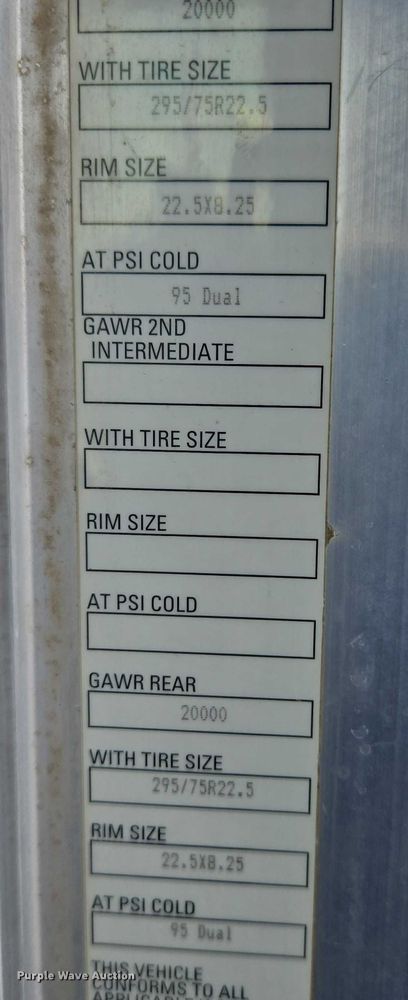 20000
WITH TIRE SIZE
295/75R22.5
RIM SIZE
22.5X8.25
AT PSI COLD
95 Dual
GAWR 2ND
INTERMEDIATE
WITH TIRE SIZE
RIM SIZE
AT PSI COLD
GAWR REAR
20000
WITH TIRE SIZE
295/75R22.5
RIM SIZE
22.5X8.25
AT PSI COLD
95 Dual
THIS VEHICLE
CONFORMS TO ALL
Purple Wave Auction